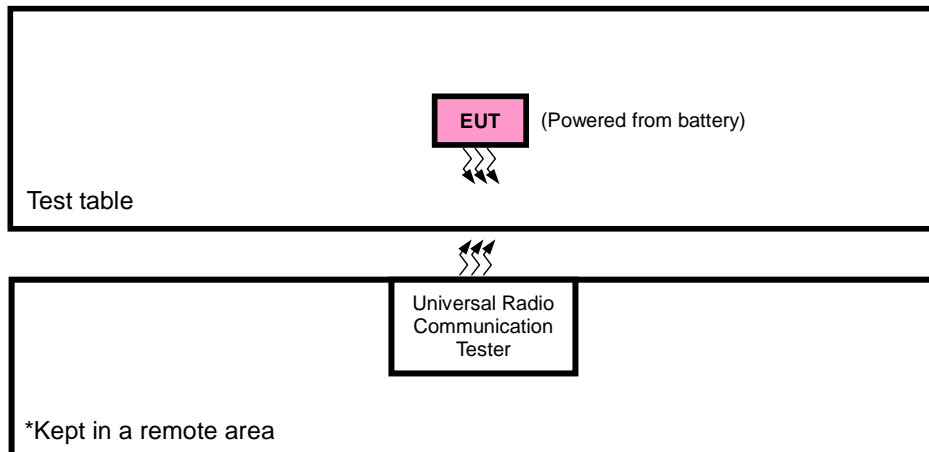 EUT
(Powered from battery)
Test table
Universal Radio
Communication
Tester
*Kept in a remote area